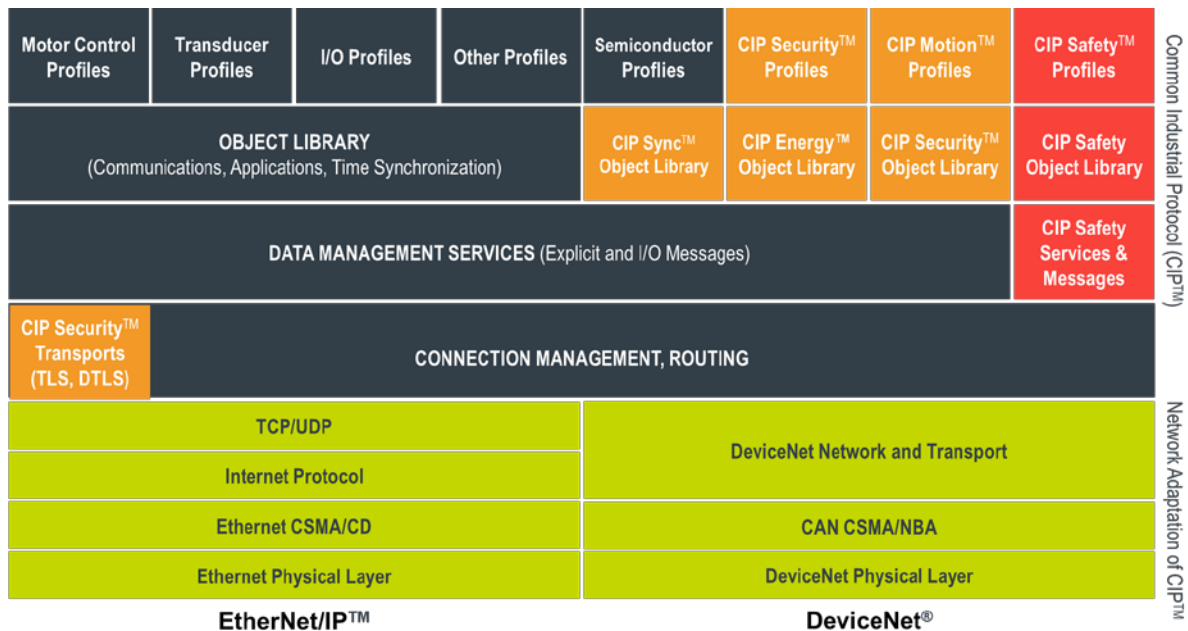 Motor Control
Profiles
Transducer
Profiles
I/O Profiles
Other Profiles
Semiconductor
Proflies
CIP Security™
Profiles
CIP Motion™
Profiles
CIP Safety™
Profiles
OBJECT LIBRARY
(Communications, Applications, Time Synchronization)
CIP Sync™
Object Library
CIP Energy™
Object Library
CIP Security™
Object Library
CIP Safety
Object Library
DATA MANAGEMENT SERVICES (Explicit and I/O Messages)
CIP Safety
Services &
Messages
CIP Security™
Transports
(TLS, DTLS)
CONNECTION MANAGEMENT, ROUTING
TCP/UDP
Internet Protocol
Ethernet CSMA/CD
Ethernet Physical Layer
DeviceNet Network and Transport
CAN CSMA/NBA
DeviceNet Physical Layer
EtherNet/IP™
DeviceNet®
Common Industrial Protocol (CIP™)
Network Adaptation of CIP™